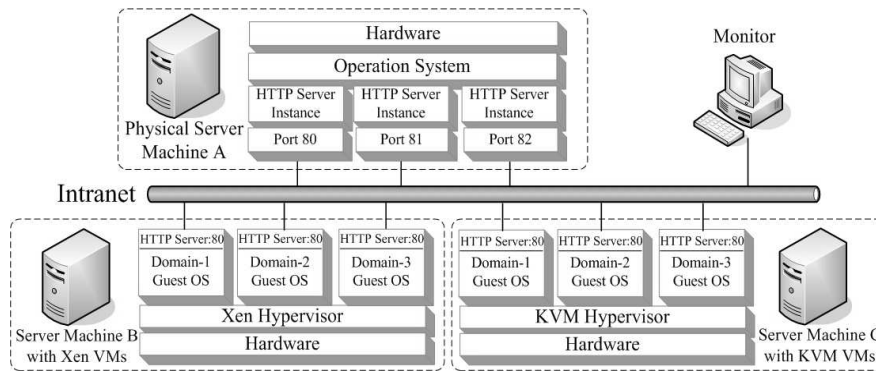 Hardware
Operation System
HTTP Server Instance
HTTP Server Instance
HTTP Server Instance
Port 80
Port 81
Port 82
Physical Server
Machine A
Monitor
Intranet
HTTP Server:80
Domain-1
Guest OS
HTTP Server:80
Domain-2
Guest OS
HTTP Server:80
Domain-3
Guest OS
Xen Hypervisor
Hardware
Server Machine B
with Xen VMs
HTTP Server:80
Domain-1
Guest OS
HTTP Server:80
Domain-2
Guest OS
HTTP Server:80
Domain-3
Guest OS
KVM Hypervisor
Hardware
Server Machine C
with KVM VMs